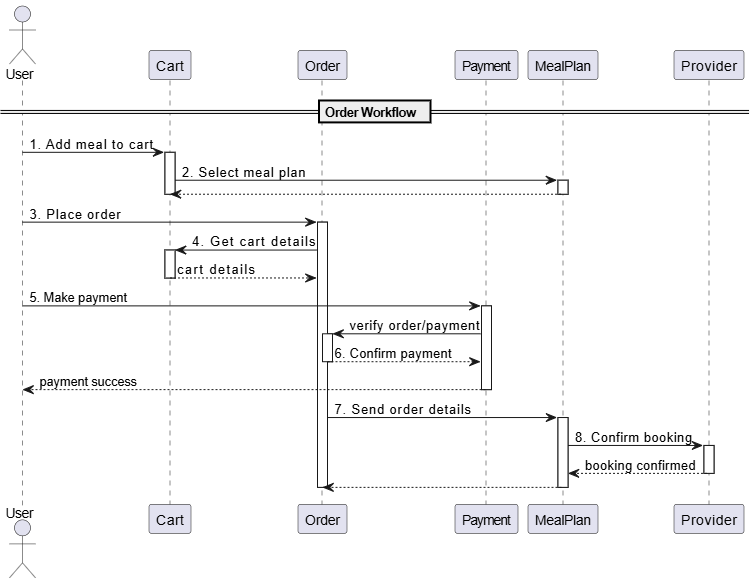 User
Cart
Order
Payment
MealPlan
Provider
Order Workflow
1. Add meal to cart
2. Select meal plan
3. Place order
4. Get cart details
cart details
5. Make payment
verify order/payment
6. Confirm payment
payment success
7. Send order details
8. Confirm booking
booking confirmed
User
Cart
Order
Payment
MealPlan
Provider